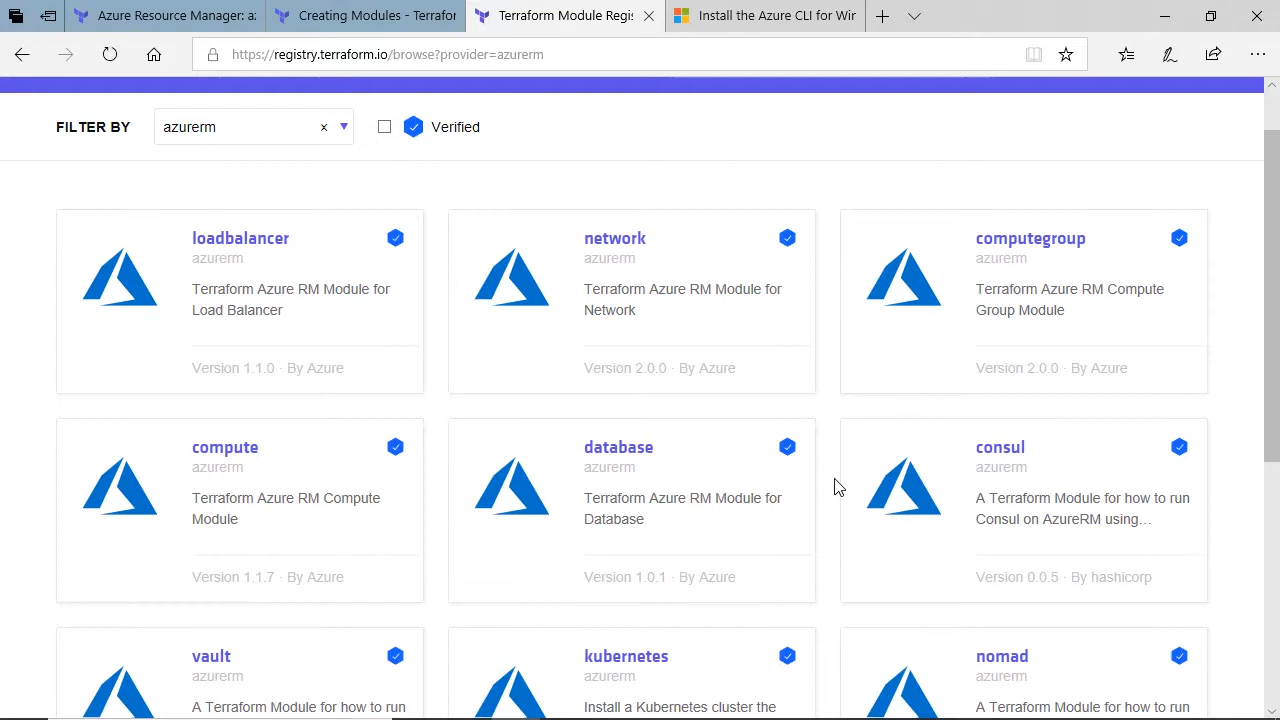 Azure Resource Manager: az
Creating Modules - Terrafor
Terraform Module Regis
Install the Azure CLI for Wir
https://registry.terraform.io/browse?provider=azurerm
FILTER BY
azurerm
x
Verified
loadbalancer
azurerm
Terraform Azure RM Module for
Load Balancer
Version 1.1.0 · By Azure
network
azurerm
Terraform Azure RM Module for
Network
Version 2.0.0 · By Azure
computegroup
azurerm
Terraform Azure RM Compute
Group Module
Version 2.0.0 · By Azure
compute
azurerm
Terraform Azure RM Compute
Module
Version 1.1.7 · By Azure
database
azurerm
Terraform Azure RM Module for
Database
Version 1.0.1 · By Azure
consul
azurerm
A Terraform Module for how to run
Consul on AzureRM using…
Version 0.0.5 · By hashicorp
vault
azurerm
A Terraform Module for how to run
kubernetes
azurerm
Install a Kubernetes cluster the
nomad
azurerm
A Terraform Module for how to run